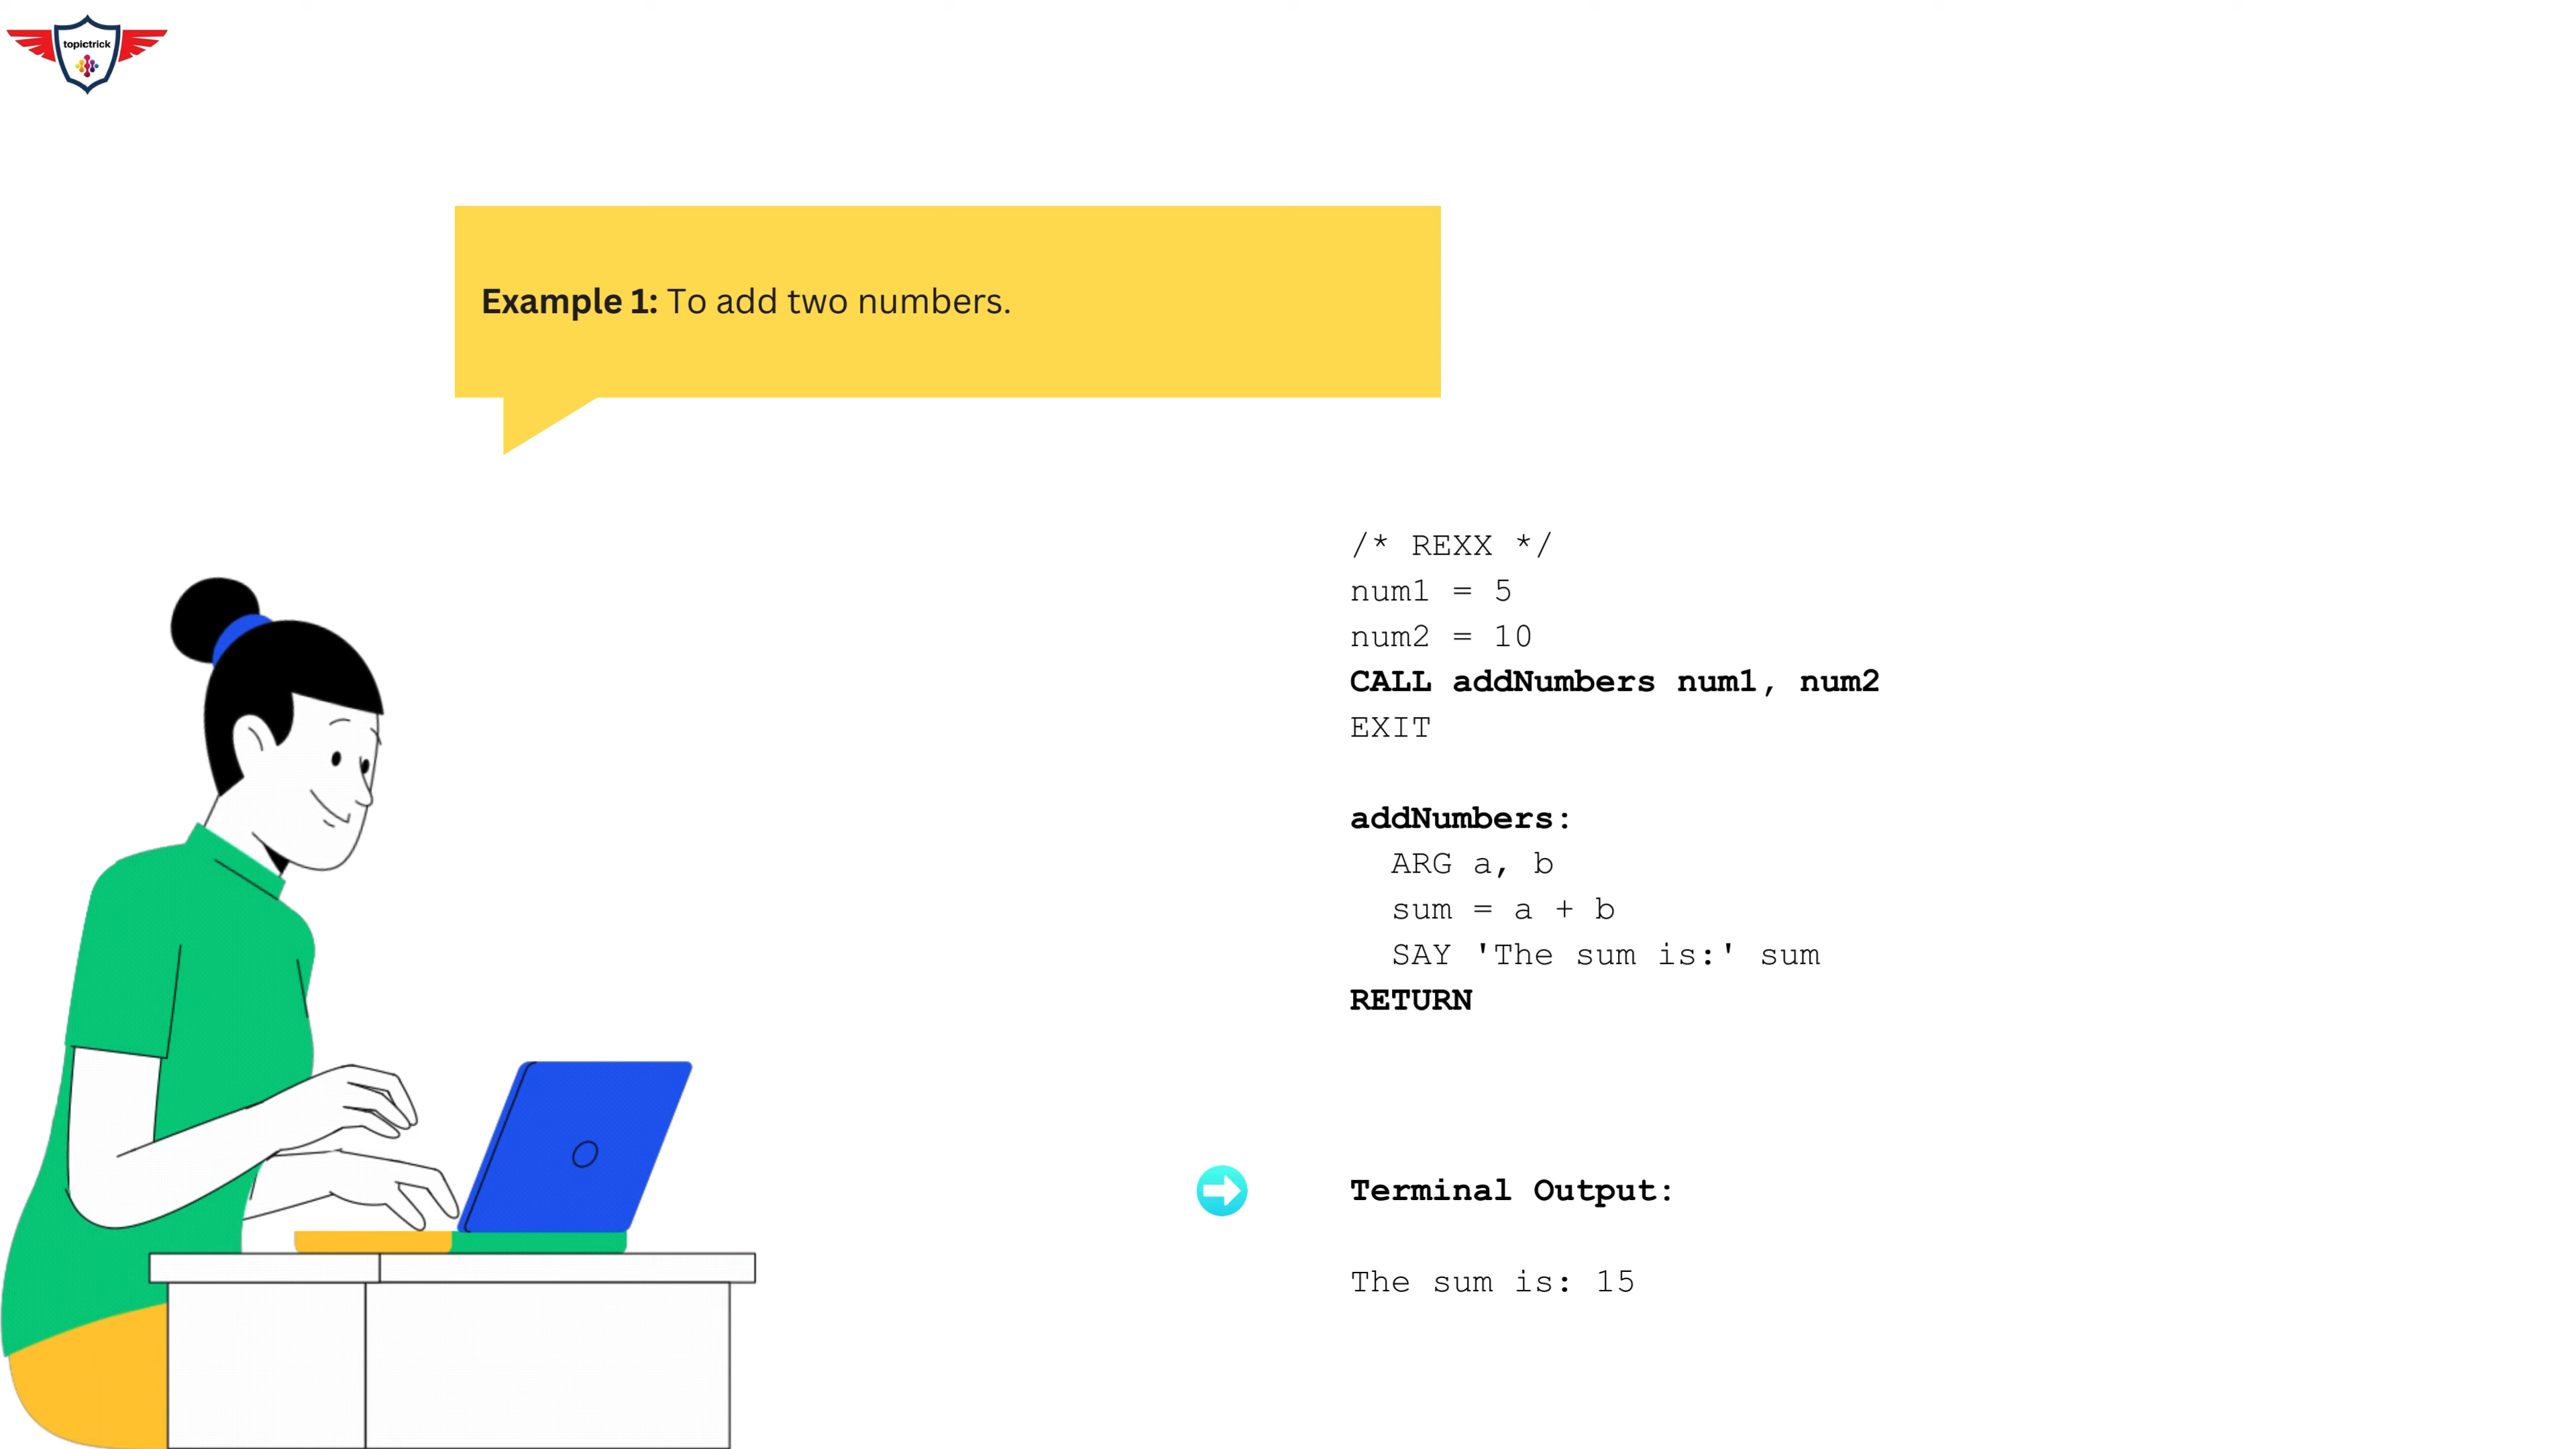 topictrick
Example 1: To add two numbers.
/* REXX */
num1 = 5
num2 = 10
CALL addNumbers num1, num2
EXIT
addNumbers:
ARG a, b
sum = a + b
SAY 'The sum is:' sum
RETURN
Terminal Output:
The sum is: 15